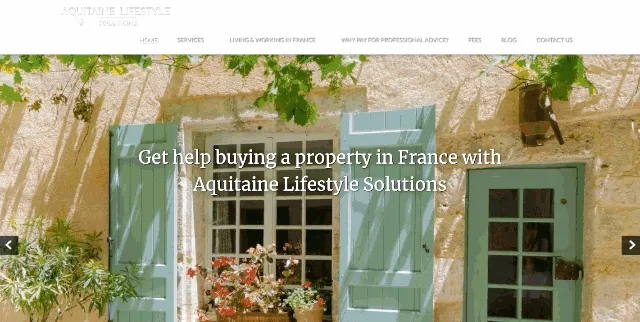 AQUITAINE LIFESTYLE
SOLUTIONS
HOME SERVICES LIVING & WORKING IN FRANCE WHY PAY FOR PROFESSIONAL ADVICE? FEES BLOG CONTACT US
Get help buying a property in France with
Aquitaine Lifestyle Solutions